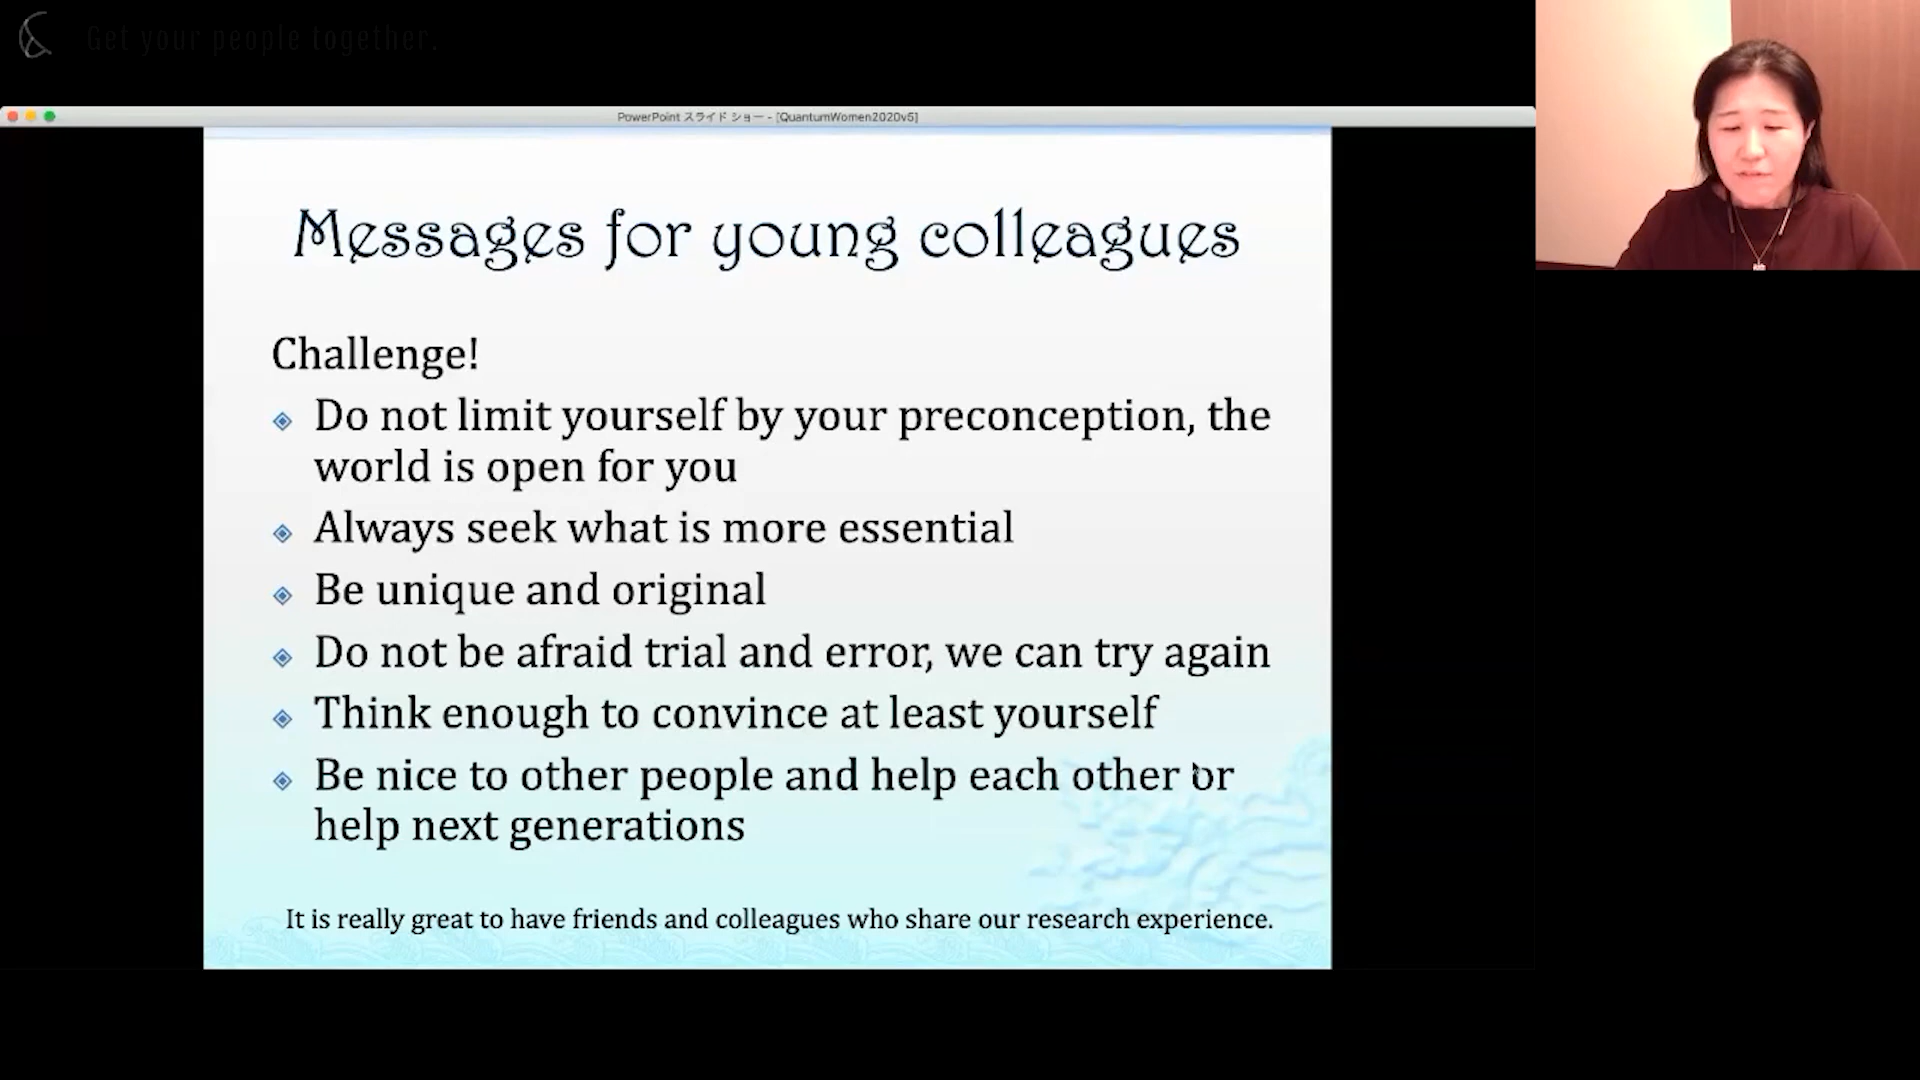 Get your people together.
PowerPoint スライド ショー - [QuantumWomen2020v5]
Messages for young colleagues
Challenge!
Do not limit yourself by your preconception, the
world is open for you
Always seek what is more essential
Be unique and original
Do not be afraid trial and error, we can try again
Think enough to convince at least yourself
Be nice to other people and help each other or
help next generations
It is really great to have friends and colleagues who share our research experience.